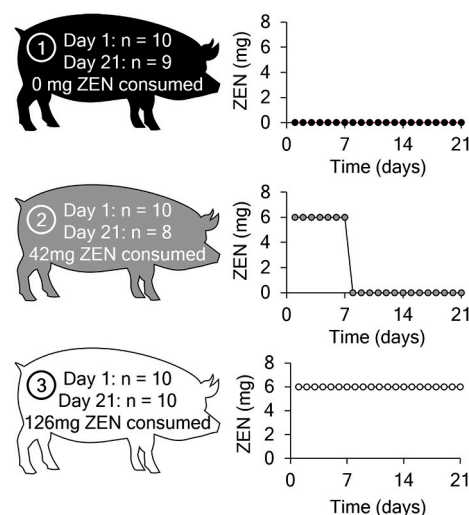 1
Day 1: n = 10
Day 21: n = 9
0 mg ZEN consumed
ZEN (mg)
8
6
4
2
0
0 7 14 21
Time (days)
2
Day 1: n = 10
Day 21: n = 8
42mg ZEN consumed
ZEN (mg)
8
6
4
2
0
0 7 14 21
Time (days)
3
Day 1: n = 10
Day 21: n = 10
126mg ZEN consumed
ZEN (mg)
8
6
4
2
0
0 7 14 21
Time (days)